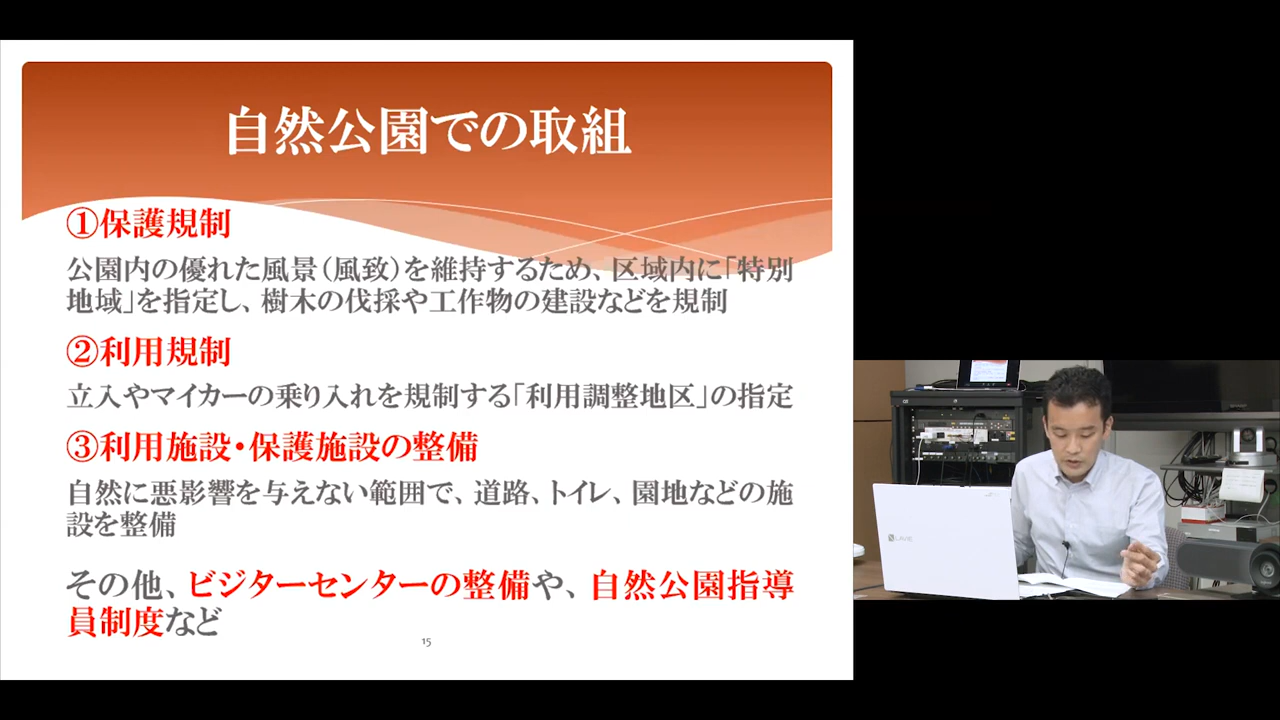 自然公園での取組
①保護規制
公園内の優れた風景（風致）を維持するため、区域内に「特別
地域」を指定し、樹木の伐採や工作物の建設などを規制
②利用規制
立入やマイカーの乗り入れを規制する「利用調整地区」の指定
③利用施設・保護施設の整備
自然に悪影響を与えない範囲で、道路、トイレ、園地などの施
設を整備
その他、ビジターセンターの整備や、自然公園指導
員制度など
15
LAVIE